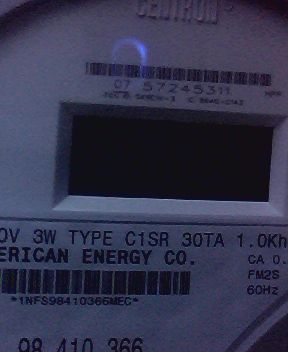 CENTRON
07 57245311
0V 3W TYPE C1SR 30TA 1.0Kh
ERICAN ENERGY CO.
CA 0.
FM2S
*1NFS98410366MEC*
60Hz
98 410 366